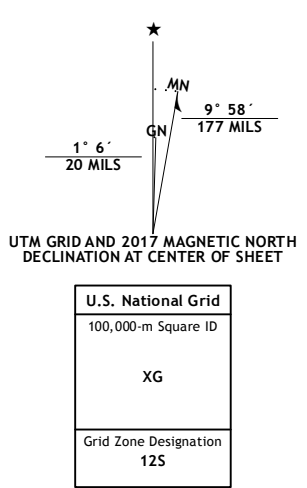 ★
MN
GN
9° 58´
177 MILS
1° 6´
20 MILS
UTM GRID AND 2017 MAGNETIC NORTH
DECLINATION AT CENTER OF SHEET
U.S. National Grid
100,000-m Square ID
XG
Grid Zone Designation
12S